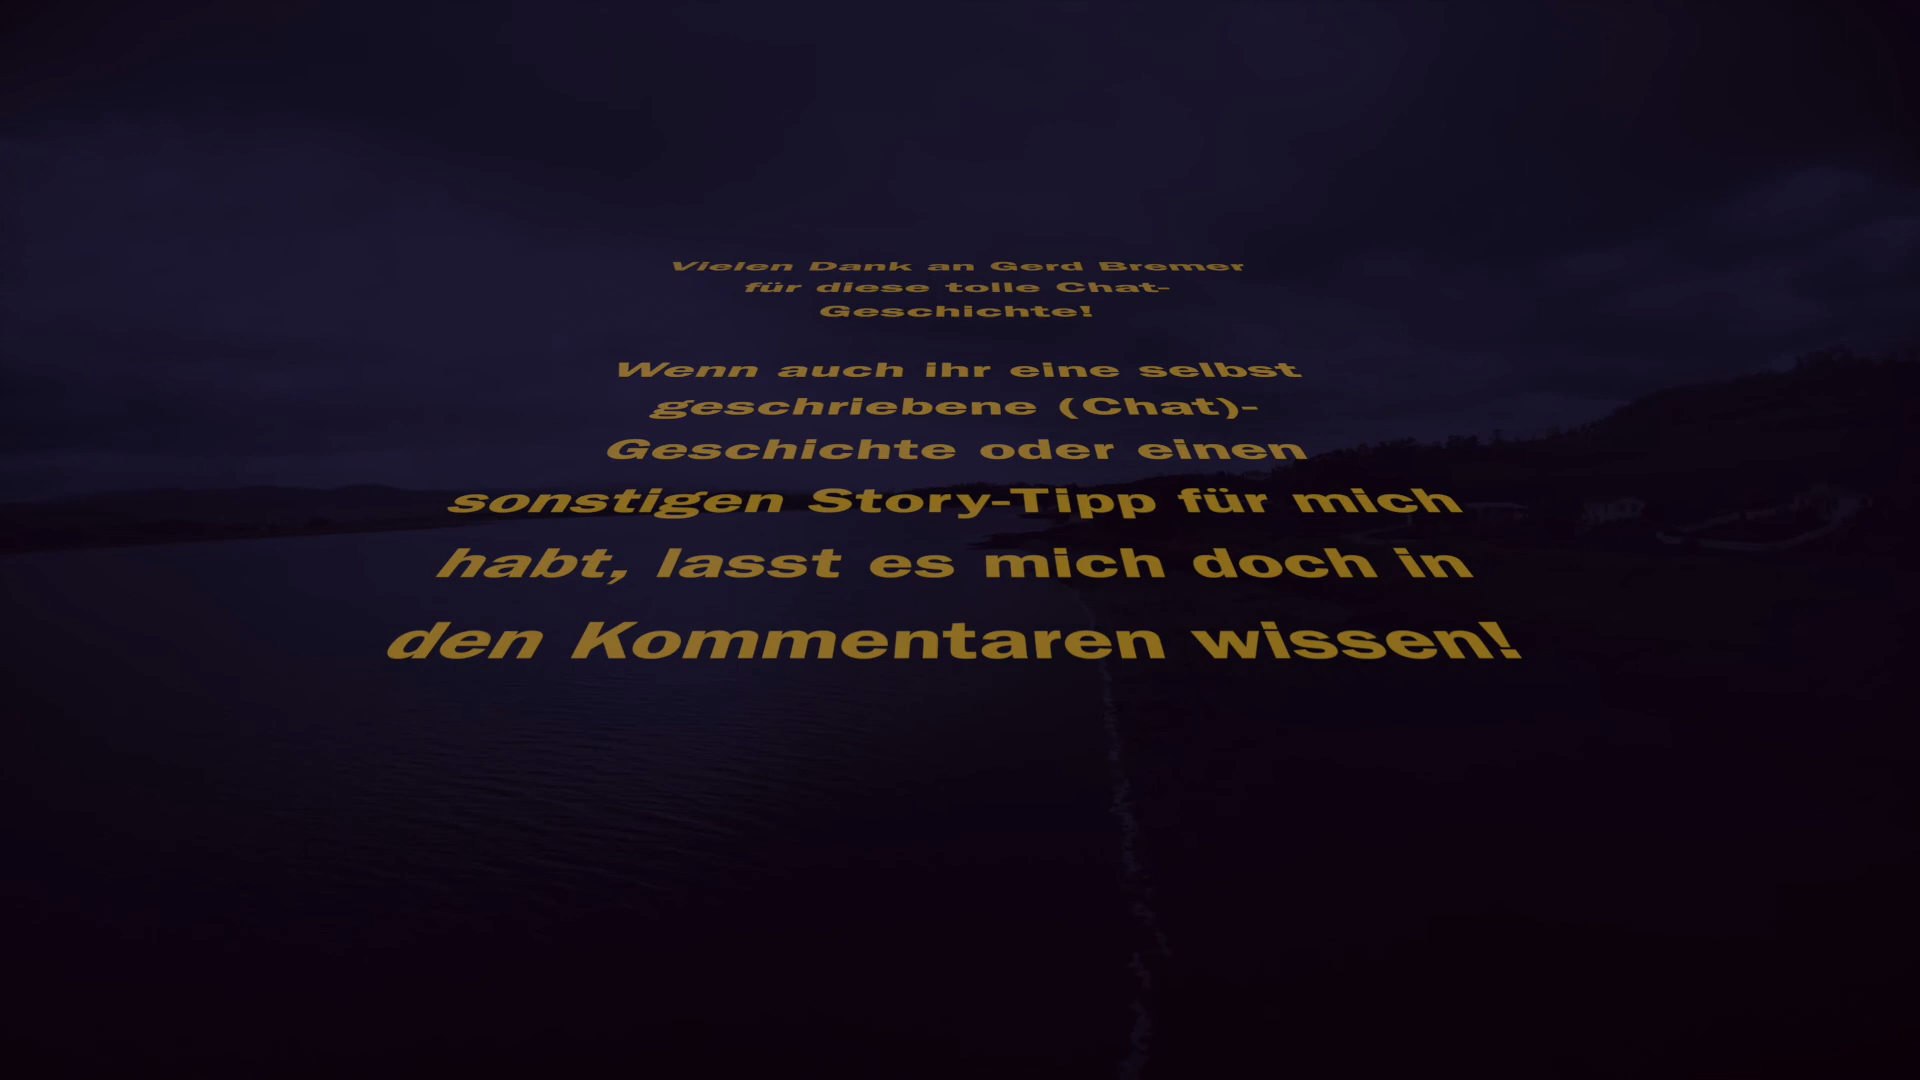 Vielen Dank an Gerd Bremer
für diese tolle Chat-
Geschichte!
Wenn auch ihr eine selbst
geschriebene (Chat)-
Geschichte oder einen
sonstigen Story-Tipp für mich
habt, lasst es mich doch in
den Kommentaren wissen!